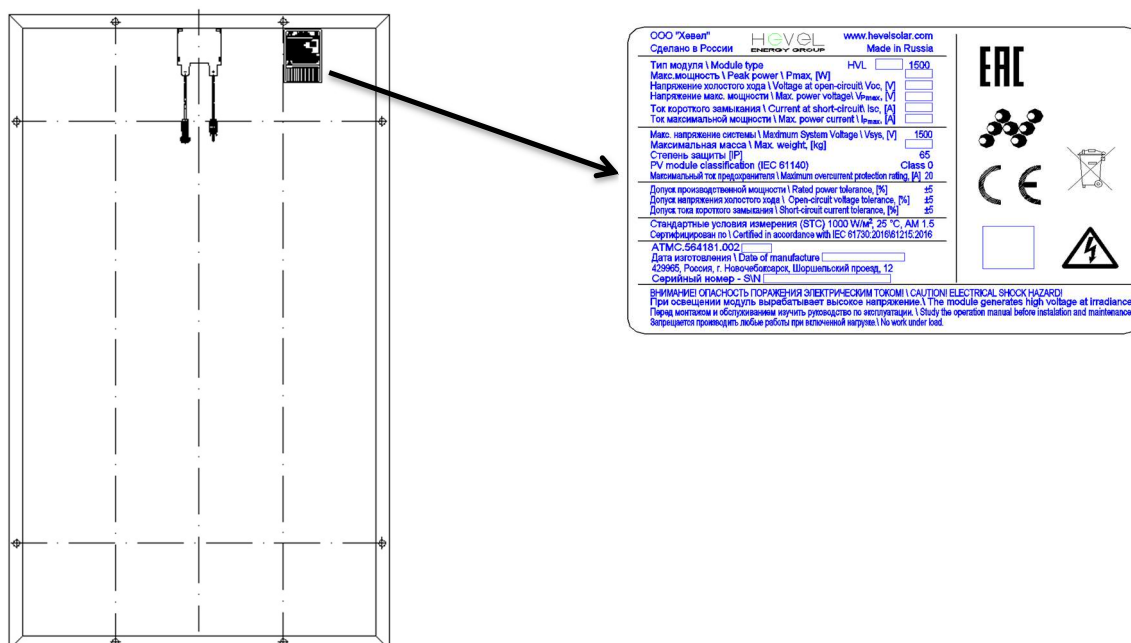 ООО "Хевел" HEVEL www.hevelsolar.com
Сделано в России ENERGY GROUP Made in Russia
Тип модуля \ Module type HVL 1500
Макс.мощность \ Peak power \ Pmax, [W]
Напряжение холостого хода \ Voltage at open-circuit\ Voc, [V]
Напряжение макс. мощности \ Max. power voltage\ VPmax, [V]
Ток короткого замыкания \ Current at short-circuit\ Isc, [A]
Ток максимальной мощности \ Max. power current \ IPmax, [A]
Макс. напряжение системы \ Maximum System Voltage \ Vsys, [V] 1500
Максимальная масса \ Max. weight, [kg]
Степень защиты [IP] 65
PV module classification (IEC 61140) Class 0
Максимальный ток предохранителя \ Maximum overcurrent protection rating, [A] 20
Допуск производственной мощности \ Rated power tolerance, [%] ±5
Допуск напряжения холостого хода \ Open-circuit voltage tolerance, [%] ±5
Допуск тока короткого замыкания \ Short-circuit current tolerance, [%] ±5
Стандартные условия измерения (STC) 1000 W/м², 25 °C, AM 1.5
Сертифицирован по \ Certified in accordance with IEC 61730:2016\61215:2016
АТМС.564181.002
Дата изготовления \ Date of manufacture
429965, Россия, г. Новочебоксарск, Шоршельский проезд, 12
Серийный номер - S\N
ВНИМАНИЕ! ОПАСНОСТЬ ПОРАЖЕНИЯ ЭЛЕКТРИЧЕСКИМ ТОКОМ! \ CAUTION! ELECTRICAL SHOCK HAZARD!
При освещении модуль вырабатывает высокое напряжение.\ The module generates high voltage at irradiance
Перед монтажом и обслуживанием изучить руководство по эксплуатации. \ Study the operation manual before instalation and maintenance
Запрещается производить любые работы при включенной нагрузке.\ No work under load.
EAC
CE